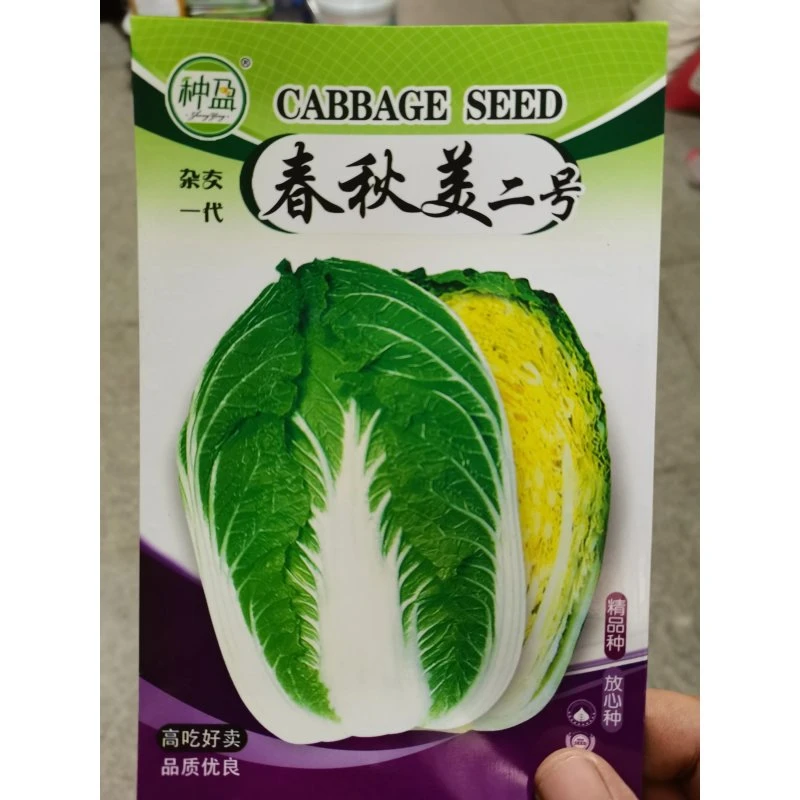 种盈
®
CABBAGE SEED
杂交
一代
春秋美二号
精品种
放心种
高吃好卖
品质优良